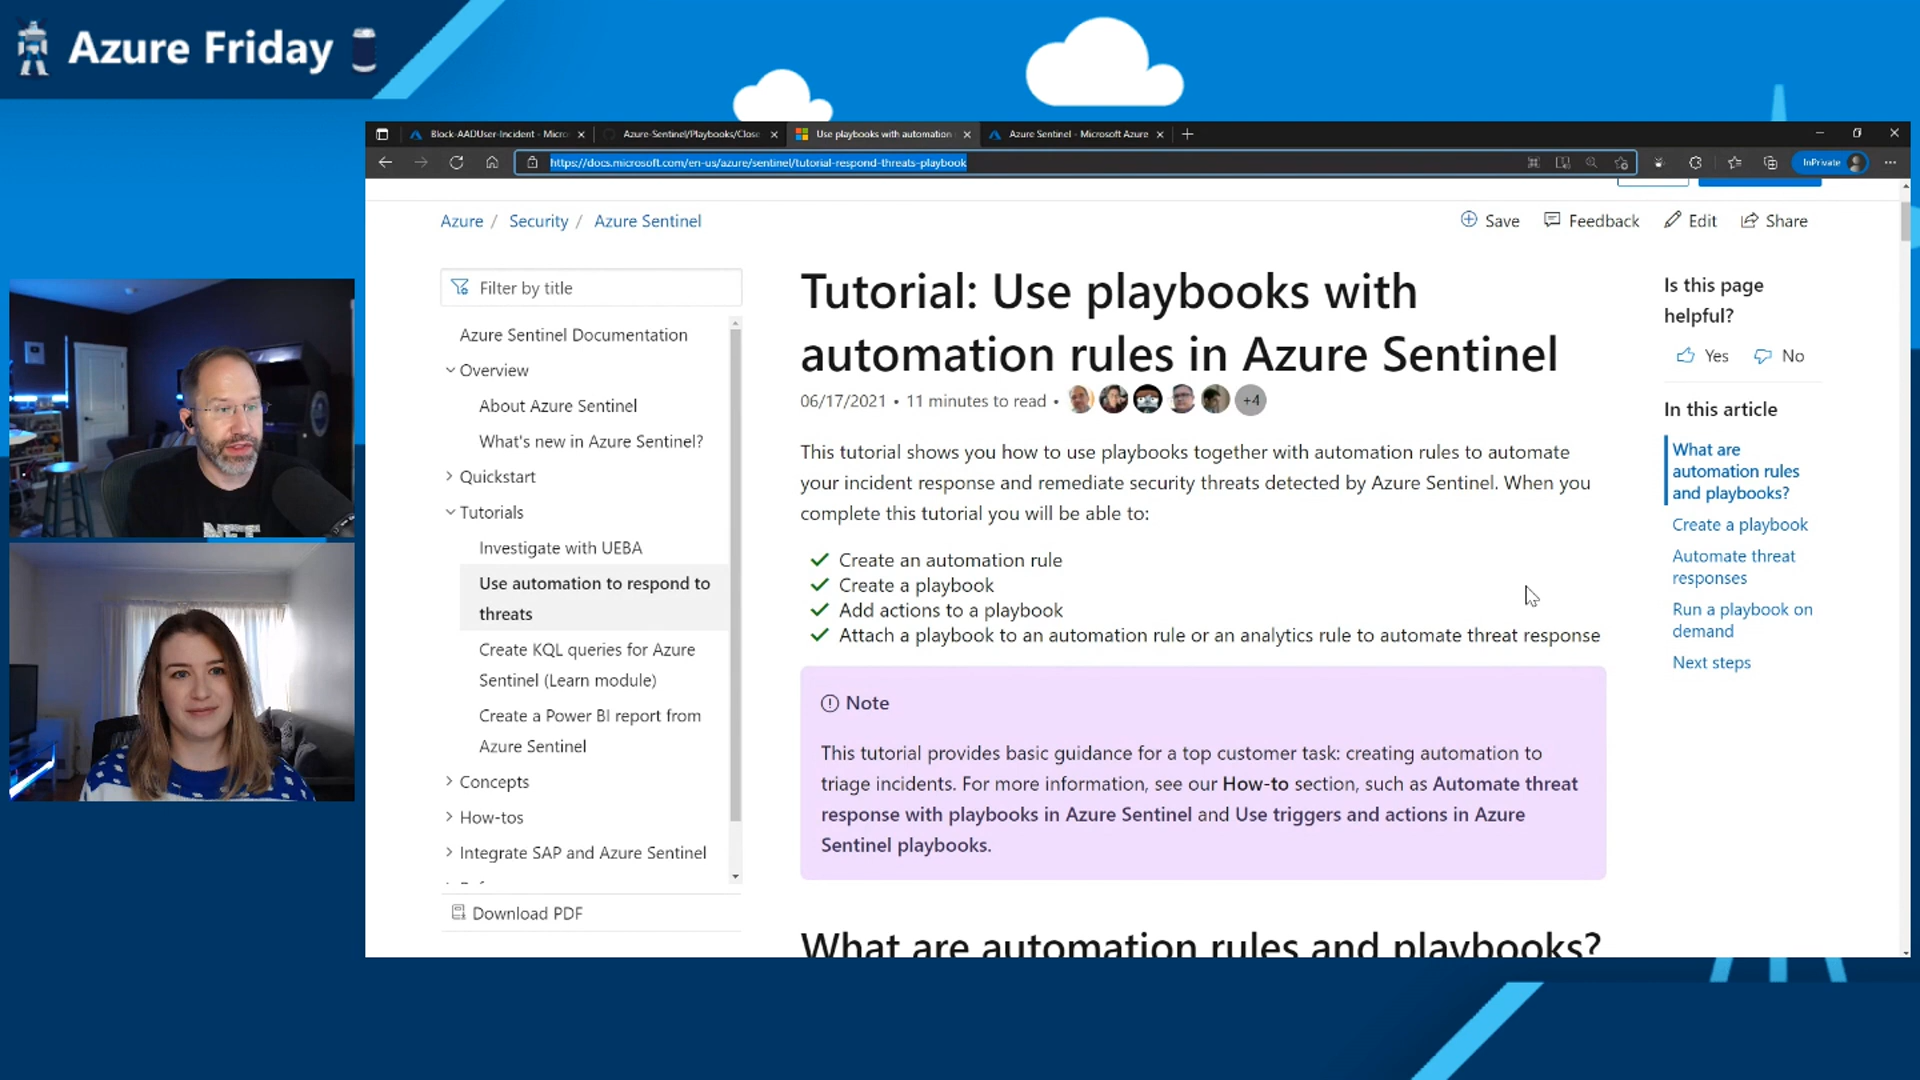 Azure Friday
Block-AADUser-Incident - Micro
Azure-Sentinel/Playbooks/Close
Use playbooks with automation
Azure Sentinel - Microsoft Azure
https://docs.microsoft.com/en-us/azure/sentinel/tutorial-respond-threats-playbook
InPrivate
Azure / Security / Azure Sentinel
Save
Feedback
Edit
Share
Filter by title
Azure Sentinel Documentation
Overview
About Azure Sentinel
What's new in Azure Sentinel?
Quickstart
Tutorials
Investigate with UEBA
Use automation to respond to
threats
Create KQL queries for Azure
Sentinel (Learn module)
Create a Power BI report from
Azure Sentinel
Concepts
How-tos
Integrate SAP and Azure Sentinel
Download PDF
Tutorial: Use playbooks with
automation rules in Azure Sentinel
06/17/2021 • 11 minutes to read • +4
This tutorial shows you how to use playbooks together with automation rules to automate
your incident response and remediate security threats detected by Azure Sentinel. When you
complete this tutorial you will be able to:
Create an automation rule
Create a playbook
Add actions to a playbook
Attach a playbook to an automation rule or an analytics rule to automate threat response
Note
This tutorial provides basic guidance for a top customer task: creating automation to
triage incidents. For more information, see our How-to section, such as Automate threat
response with playbooks in Azure Sentinel and Use triggers and actions in Azure
Sentinel playbooks.
What are automation rules and playbooks?
Is this page
helpful?
Yes
No
In this article
What are
automation rules
and playbooks?
Create a playbook
Automate threat
responses
Run a playbook on
demand
Next steps
.NET